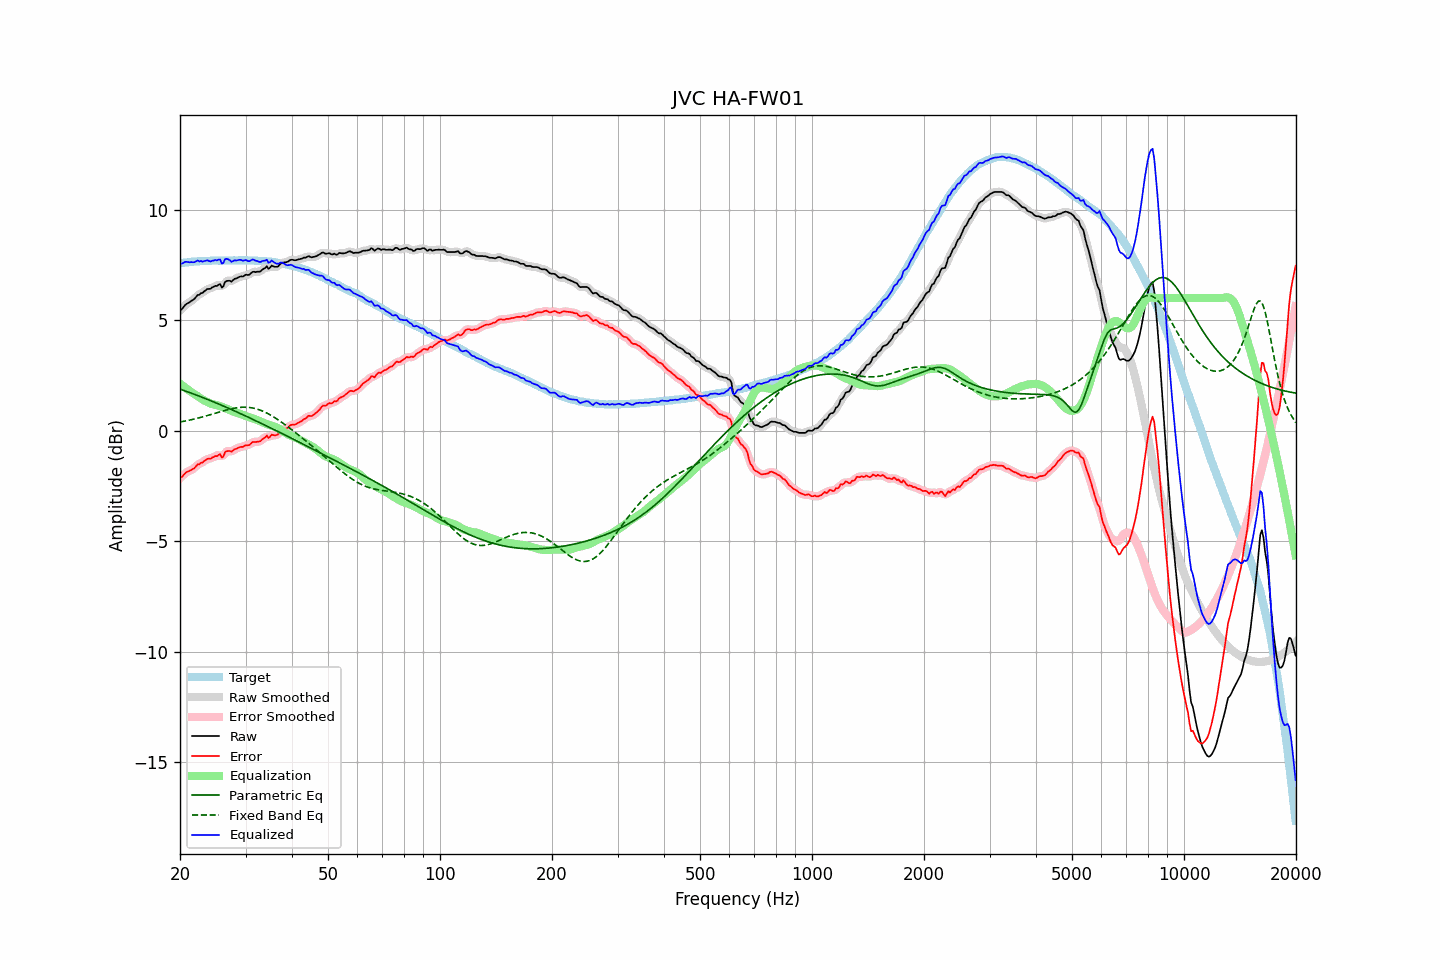 JVC HA-FW01
Amplitude (dBr)
10
5
0
−5
−10
−15
Target
Raw Smoothed
Error Smoothed
Raw
Error
Equalization
Parametric Eq
Fixed Band Eq
Equalized
20 50 100 200 500 1000 2000 5000 10000 20000
Frequency (Hz)